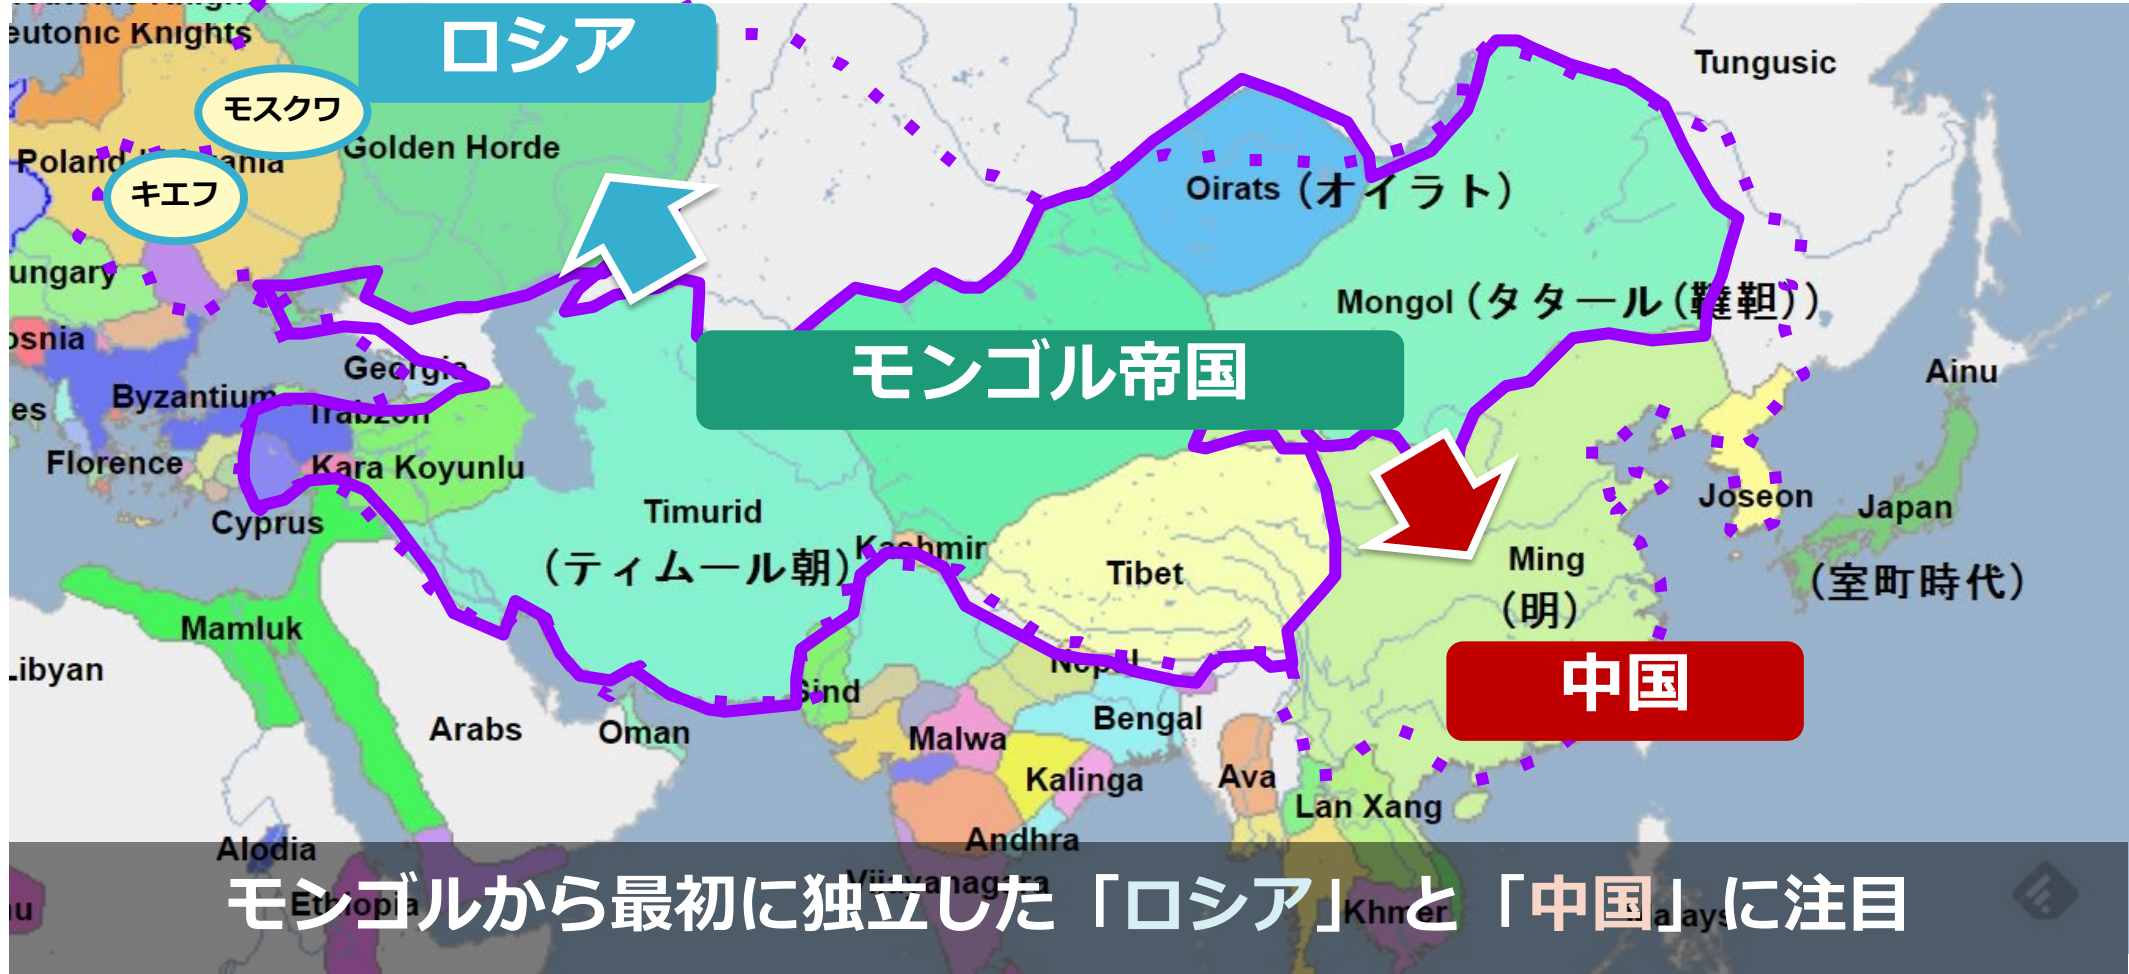 eutonic Knights
ロシア
Tungusic
モスクワ
Golden Horde
キエフ
Oirats（オイラト）
ungary
Mongol（タタール（韃靼））
osnia
Georgia
モンゴル帝国
Ainu
es
Byzantium
Trabzon
Florence
Kara Koyunlu
Joseon
Japan
Cyprus
Timurid
（ティムール朝）
Kashmir
Tibet
Ming
（明）
（室町時代）
Mamluk
Libyan
Nepal
中国
Sind
Arabs
Oman
Malwa
Bengal
Kalinga
Ava
Lan Xang
Andhra
Alodia
Vijayanagara
Ethiopia
Khmer
モンゴルから最初に独立した「ロシア」と「中国」に注目